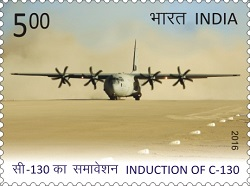 5.00 भारत INDIA
2016
सी-130 का समावेशन INDUCTION OF C-130